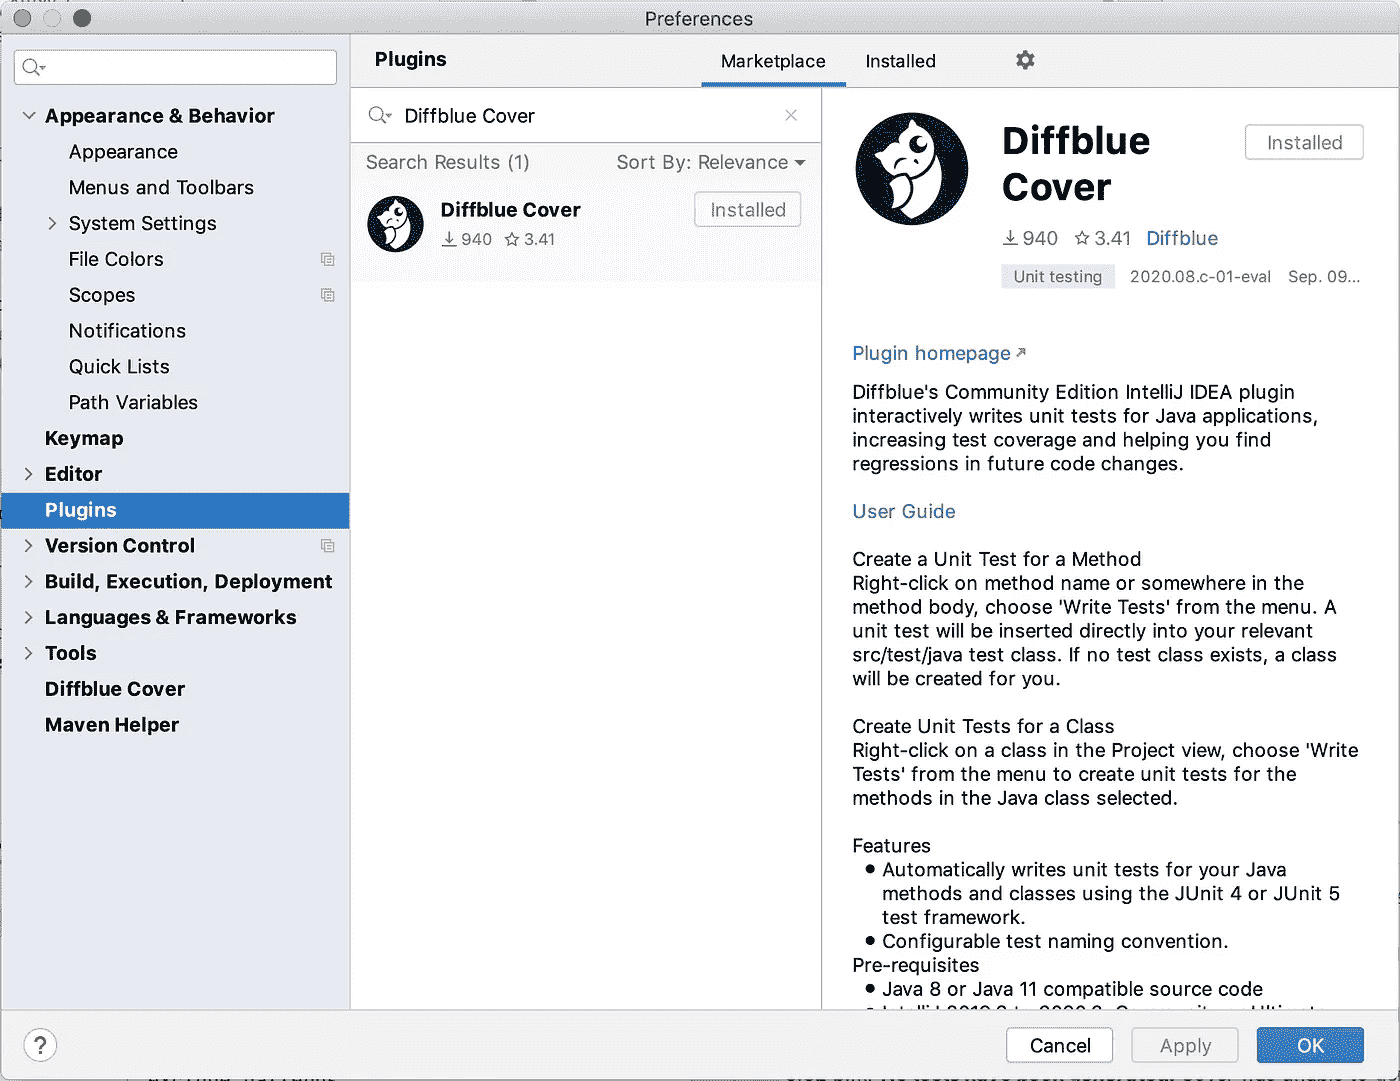 Preferences
Plugins
Marketplace
Installed
Appearance & Behavior
Appearance
Menus and Toolbars
System Settings
File Colors
Scopes
Notifications
Quick Lists
Path Variables
Keymap
Editor
Plugins
Version Control
Build, Execution, Deployment
Languages & Frameworks
Tools
Diffblue Cover
Maven Helper
Diffblue Cover
Search Results (1)
Sort By: Relevance
Diffblue Cover
Installed
940 3.41
Diffblue
Cover
Installed
940 3.41 Diffblue
Unit testing 2020.08.c-01-eval Sep. 09...
Plugin homepage
Diffblue's Community Edition IntelliJ IDEA plugin
interactively writes unit tests for Java applications,
increasing test coverage and helping you find
regressions in future code changes.
User Guide
Create a Unit Test for a Method
Right-click on method name or somewhere in the
method body, choose 'Write Tests' from the menu. A
unit test will be inserted directly into your relevant
src/test/java test class. If no test class exists, a class
will be created for you.
Create Unit Tests for a Class
Right-click on a class in the Project view, choose 'Write
Tests' from the menu to create unit tests for the
methods in the Java class selected.
Features
Automatically writes unit tests for your Java
methods and classes using the JUnit 4 or JUnit 5
test framework.
Configurable test naming convention.
Pre-requisites
Java 8 or Java 11 compatible source code
?
Cancel
Apply
OK